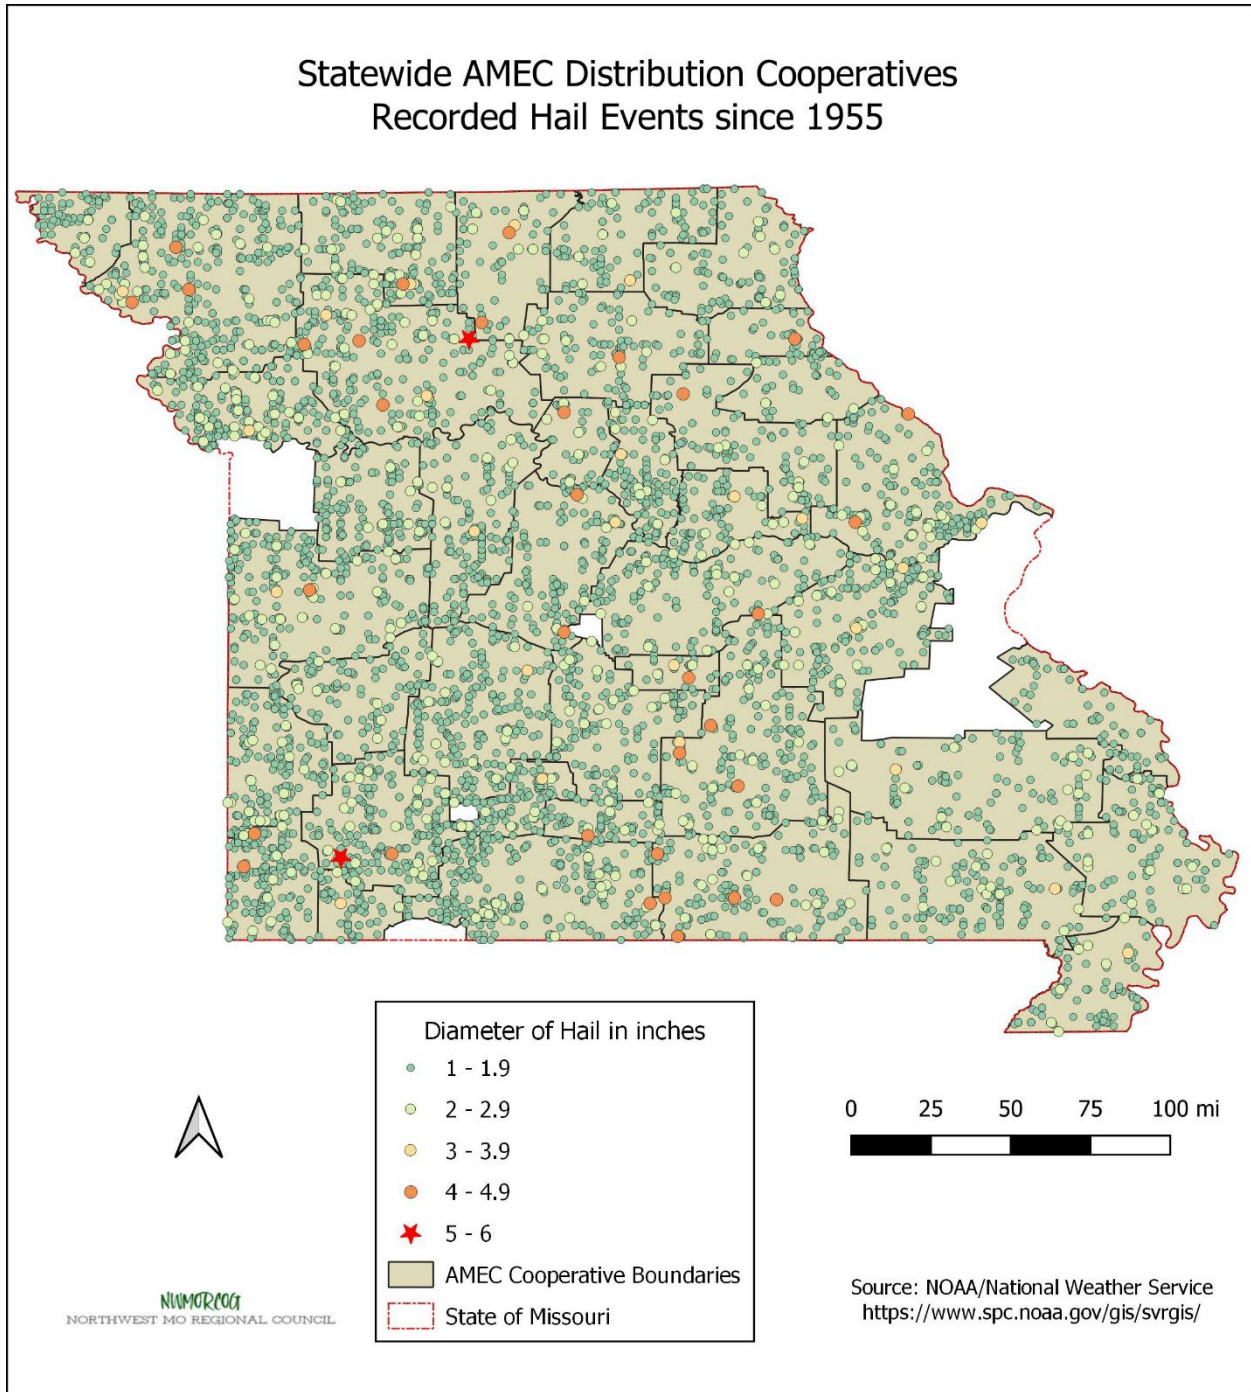 Statewide AMEC Distribution Cooperatives
Recorded Hail Events since 1955
Diameter of Hail in inches
1 - 1.9
2 - 2.9
3 - 3.9
4 - 4.9
5 - 6
AMEC Cooperative Boundaries
State of Missouri
0 25 50 75 100 mi
NWMORCOG
NORTHWEST MO REGIONAL COUNCIL
Source: NOAA/National Weather Service
https://www.spc.noaa.gov/gis/svrgis/